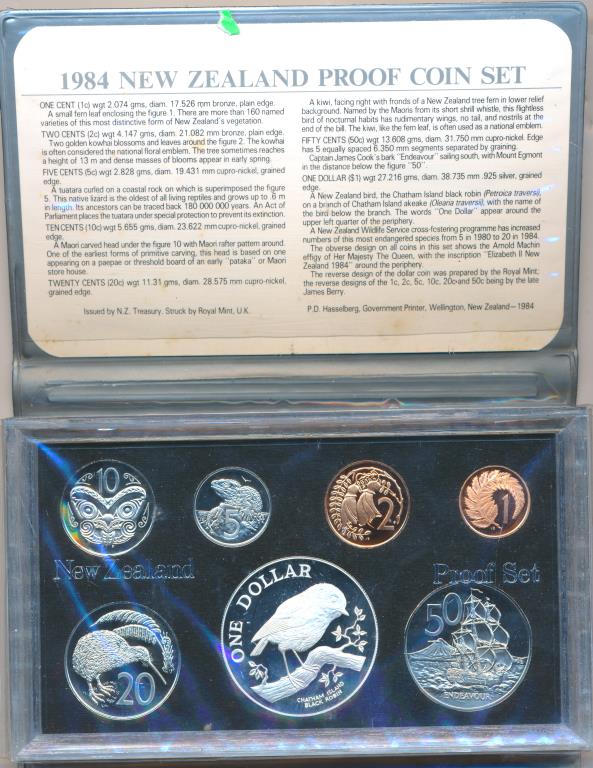 1984 NEW ZEALAND PROOF COIN SET
ONE CENT (1c) wgt 2.074 gms, diam. 17.526 mm bronze, plain edge.
A small fern leaf enclosing the figure 1. There are more than 160 named
varieties of this most distinctive form of New Zealand's vegetation.
TWO CENTS (2c) wgt 4.147 gms, diam. 21.082 mm bronze, plain edge.
Two golden kowhai blossoms and leaves around the figure 2. The kowhai
is often considered the national floral emblem. The tree sometimes reaches
a height of 13 m and dense masses of blooms appear in early spring.
FIVE CENTS (5c) wgt 2.828 gms, diam. 19.431 mm cupro-nickel, grained
edge.
A tuatara curled on a coastal rock on which is superimposed the figure
5. This native lizard is the oldest of all living reptiles and grows up to .6 m
in length. Its ancestors can be traced back 180 000 000 years. An Act of
Parliament places the tuatara under special protection to prevent its extinction.
TEN CENTS (10c) wgt 5.655 gms, diam. 23.622 mm cupro-nickel, grained
edge.
A Maori carved head under the figure 10 with Maori rafter pattern around.
One of the earliest forms of primitive carving, this head is based on one
appearing on a paepae or threshold board of an early "pataka" or Maori
store house.
TWENTY CENTS (20c) wgt 11.31 gms, diam. 28.575 mm cupro-nickel,
grained edge.
Issued by N.Z. Treasury. Struck by Royal Mint, U.K.
A kiwi, facing right with fronds of a New Zealand tree fern in lower relief
background. Named by the Maoris from its short shrill whistle, this flightless
bird of nocturnal habits has rudimentary wings, no tail, and nostrils at the
end of the bill. The kiwi, like the fern leaf, is often used as a national emblem.
FIFTY CENTS (50c) wgt 13.608 gms, diam. 31.750 mm cupro-nickel. Edge
has 5 equally spaced 6.350 mm segments separated by graining.
Captain James Cook's bark "Endeavour" sailing south, with Mount Egmont
in the distance below the figure "50".
ONE DOLLAR ($1) wgt 27.216 gms, diam. 38.735 mm .925 silver, grained
edge.
A New Zealand bird, the Chatham Island black robin (Petroica traversi),
on a branch of Chatham Island akeake (Olearia traversi), with the name of
the bird below the branch. The words "One Dollar" appear around the
upper left quarter of the periphery.
A New Zealand Wildlife Service cross-fostering programme has increased
numbers of this most endangered species from 5 in 1980 to 20 in 1984.
The obverse design on all coins in this set shows the Arnold Machin
effigy of Her Majesty The Queen, with the inscription "Elizabeth II New
Zealand 1984" around the periphery.
The reverse design of the dollar coin was prepared by the Royal Mint;
the reverse designs of the 1c, 2c, 5c, 10c, 20c and 50c being by the late
James Berry.
P.D. Hasselberg, Government Printer, Wellington, New Zealand—1984
10
5
2
1
New Zealand
Proof Set
20
ONE DOLLAR
CHATHAM ISLAND
BLACK ROBIN
50
ENDEAVOUR